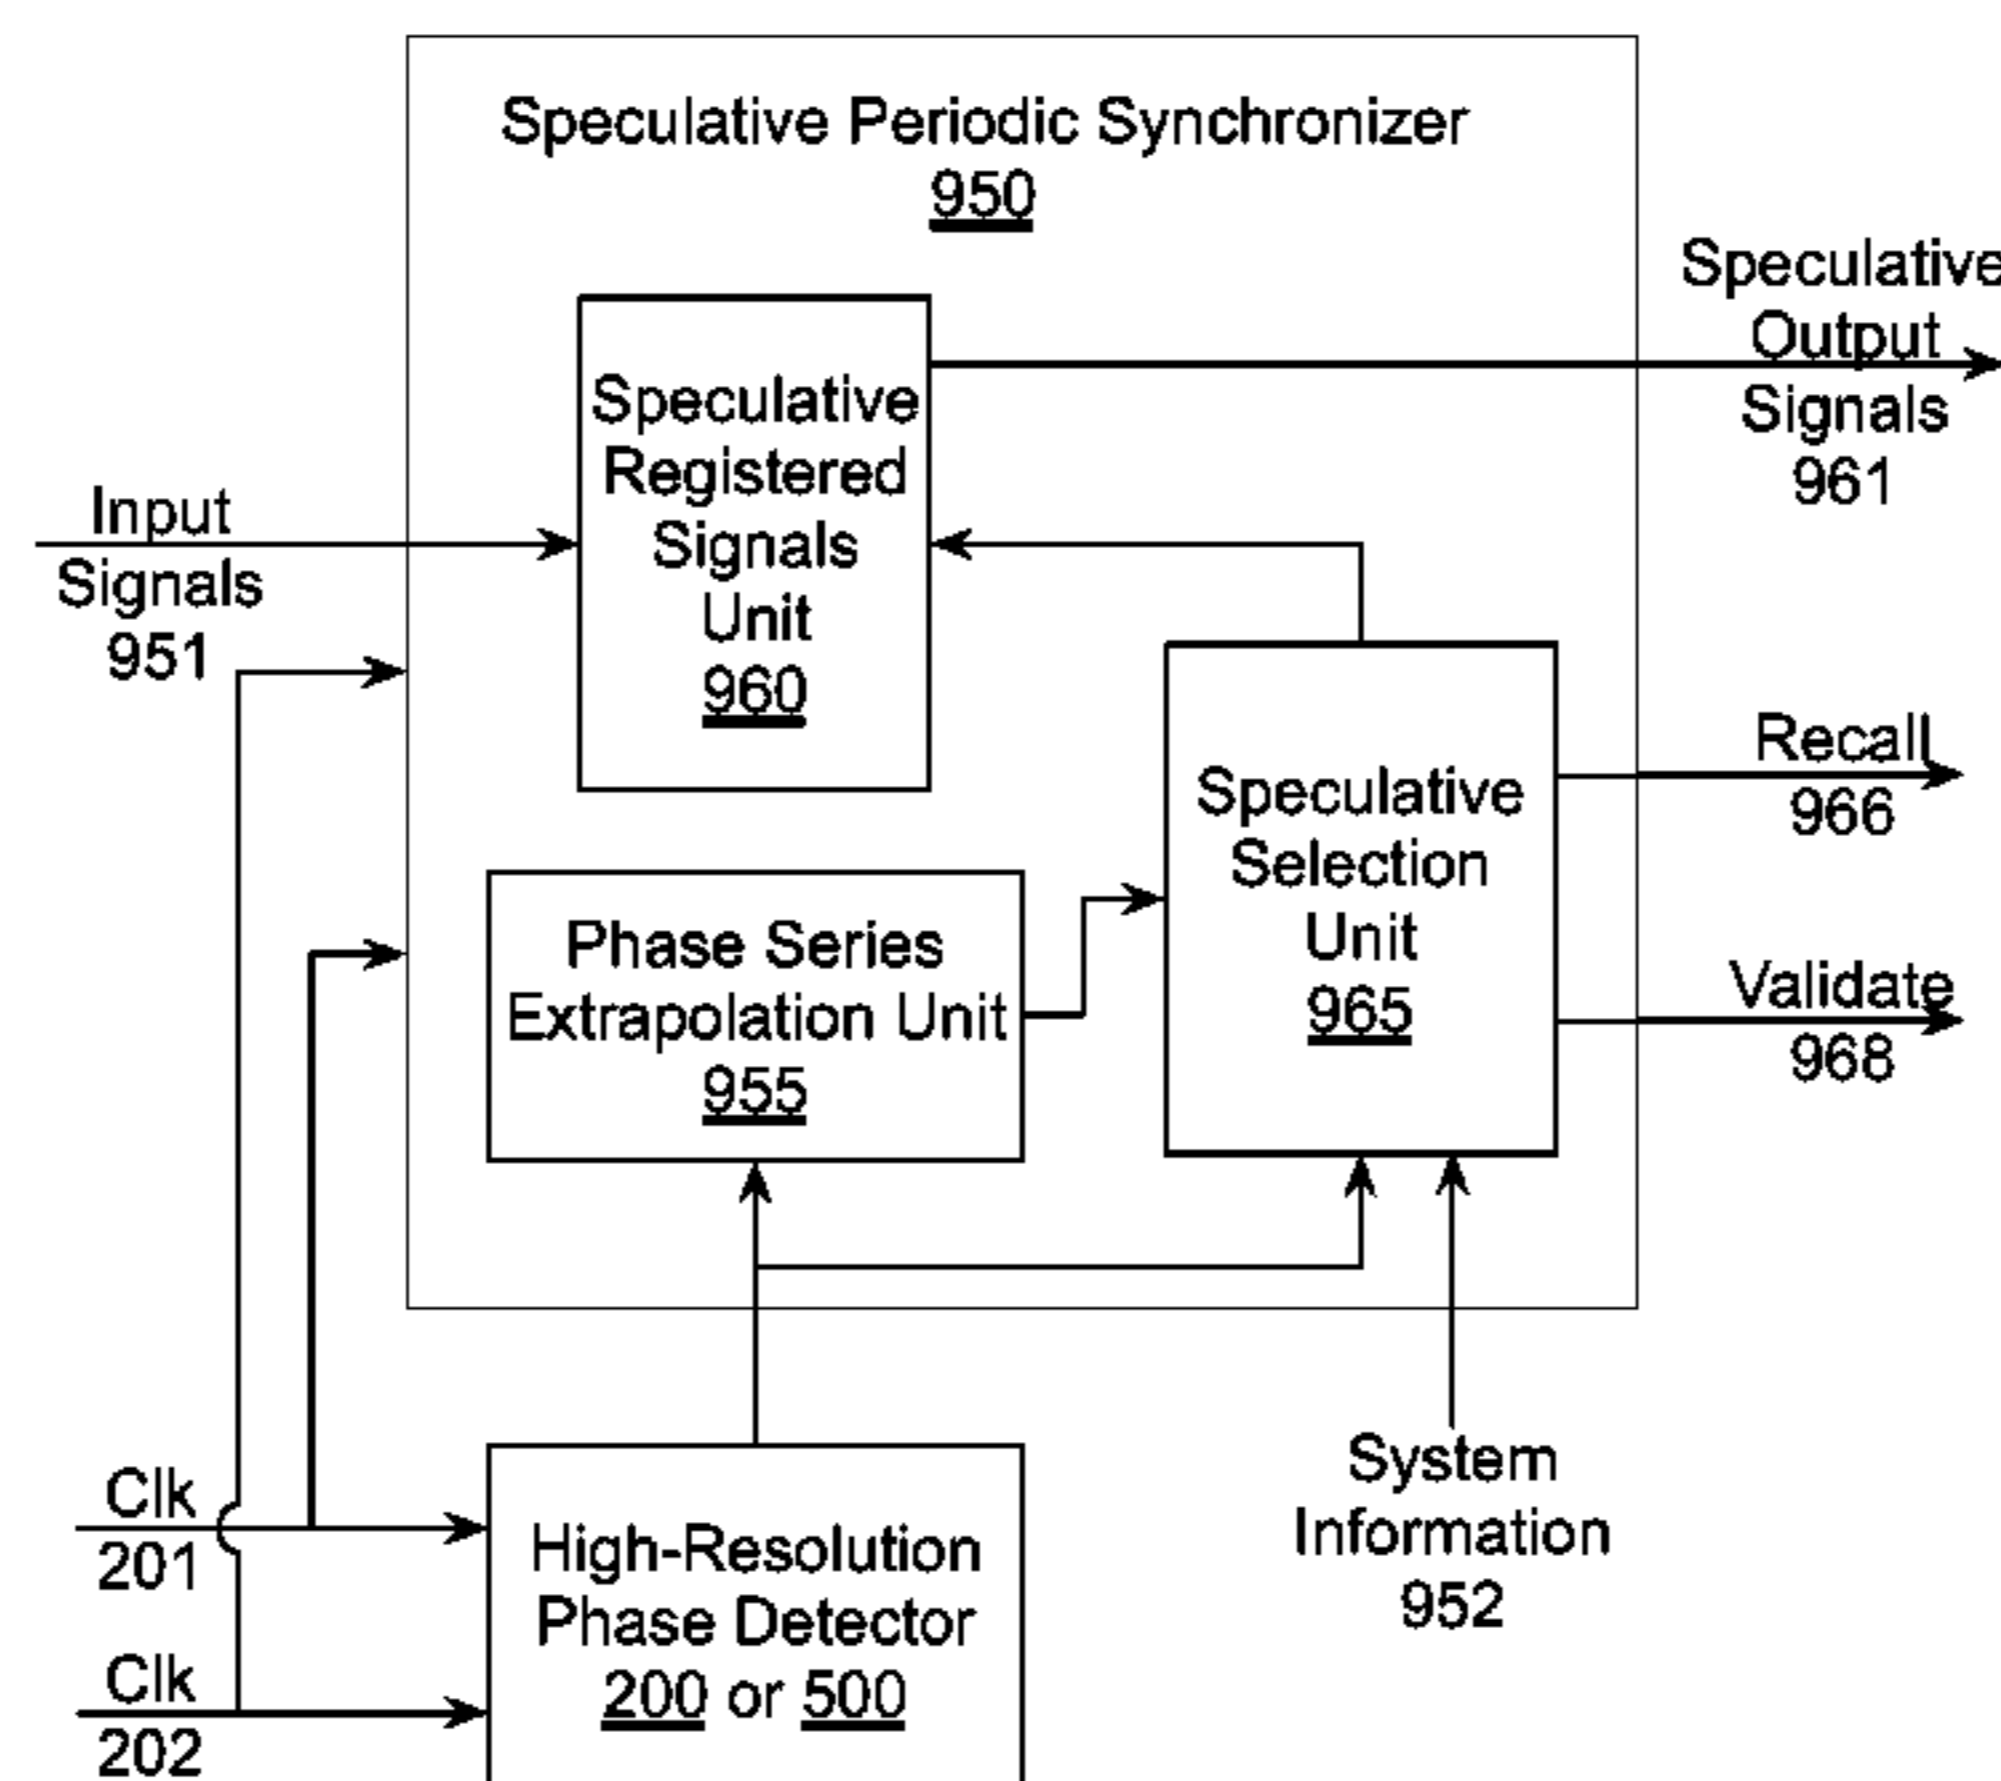 Speculative Periodic Synchronizer
950
Speculative
Output
Signals
961
Speculative
Registered
Signals
Unit
960
Input
Signals
951
Recall
966
Speculative
Selection
Unit
965
Phase Series
Extrapolation Unit
955
Validate
968
Clk
201
High-Resolution
Phase Detector
200 or 500
System
Information
952
Clk
202